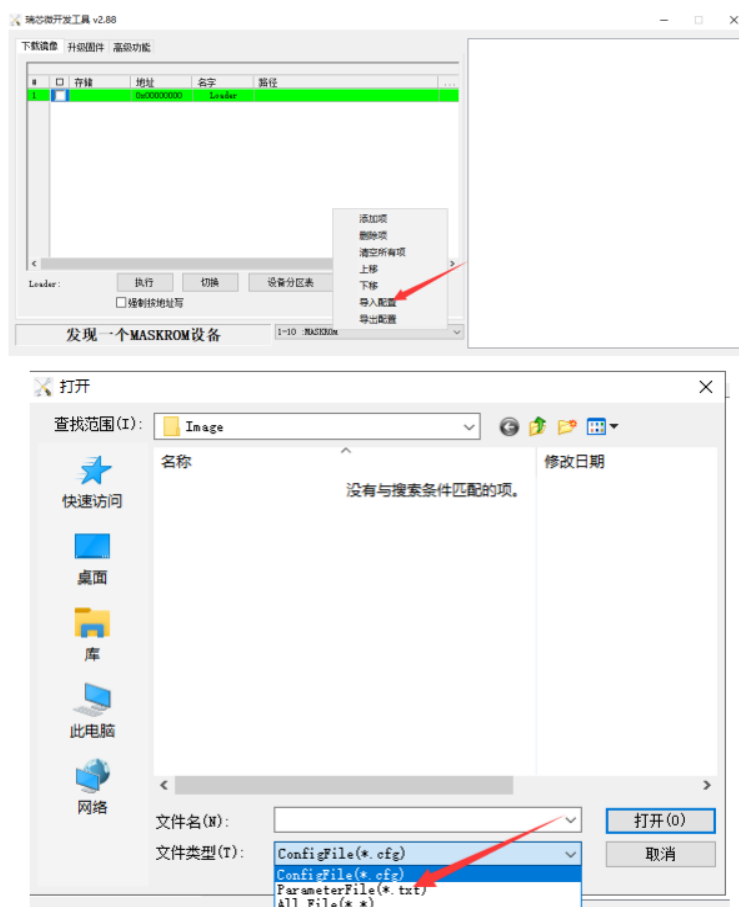 瑞芯微开发工具 v2.88
下载镜像 升级固件 高级功能
# 存储 地址 名字 路径 ...
1 0x00000000 Loader
添加项
删除项
清空所有项
上移
下移
导入配置
导出配置
Loader: 执行 切换 设备分区表
强制按地址写
发现一个MASKROM设备 1-10 :MASKROM
打开
查找范围(I): Image
名称 修改日期
没有与搜索条件匹配的项。
快速访问
桌面
库
此电脑
网络
文件名(N): 打开(O)
文件类型(T): ConfigFile(*.cfg) 取消
ConfigFile(*.cfg)
ParameterFile(*.txt)
All File(*.*)